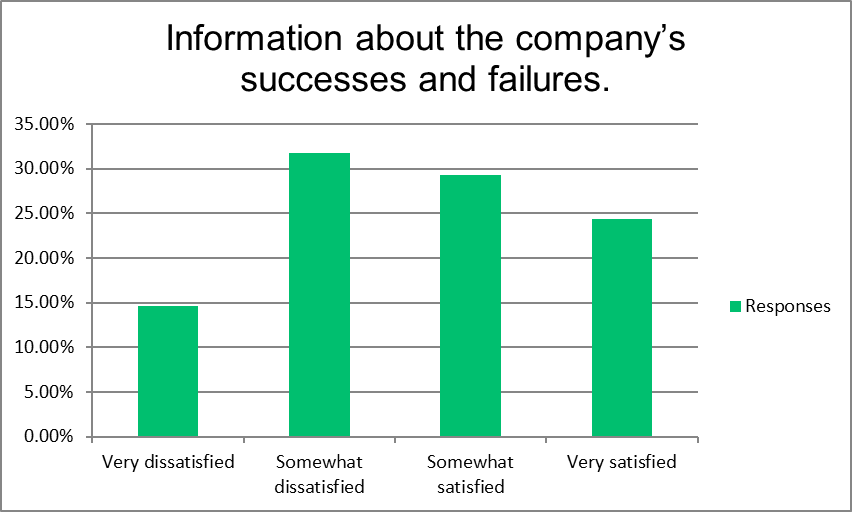 Information about the company’s
successes and failures.
35.00%
30.00%
25.00%
20.00%
15.00%
10.00%
5.00%
0.00%
Very dissatisfied
Somewhat
dissatisfied
Somewhat
satisfied
Very satisfied
Responses